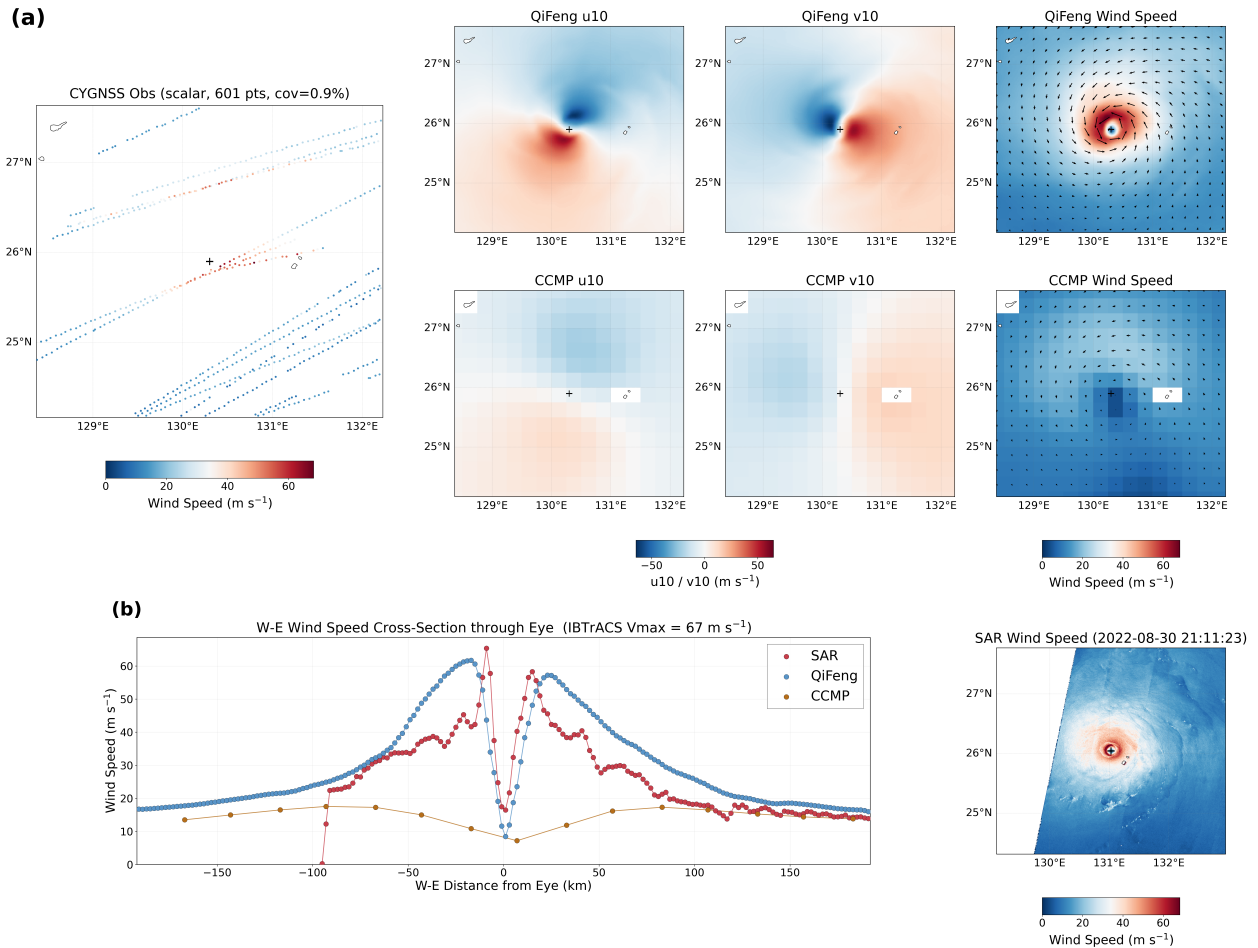 (a)
CYGNSS Obs (scalar, 601 pts, cov=0.9%)
27°N
26°N
25°N
129°E 130°E 131°E 132°E
0 20 40 60
Wind Speed (m s⁻¹)
QiFeng u10
27°N
26°N
25°N
129°E 130°E 131°E 132°E
QiFeng v10
27°N
26°N
25°N
129°E 130°E 131°E 132°E
QiFeng Wind Speed
27°N
26°N
25°N
129°E 130°E 131°E 132°E
CCMP u10
27°N
26°N
25°N
129°E 130°E 131°E 132°E
CCMP v10
27°N
26°N
25°N
129°E 130°E 131°E 132°E
CCMP Wind Speed
27°N
26°N
25°N
129°E 130°E 131°E 132°E
−50 0 50
u10 / v10 (m s⁻¹)
0 20 40 60
Wind Speed (m s⁻¹)
(b)
W-E Wind Speed Cross-Section through Eye (IBTrACS Vmax = 67 m s⁻¹)
Wind Speed (m s⁻¹)
60
50
40
30
20
10
0
−150 −100 −50 0 50 100 150
W-E Distance from Eye (km)
SAR
QiFeng
CCMP
SAR Wind Speed (2022-08-30 21:11:23)
27°N
26°N
25°N
130°E 131°E 132°E
0 20 40 60
Wind Speed (m s⁻¹)